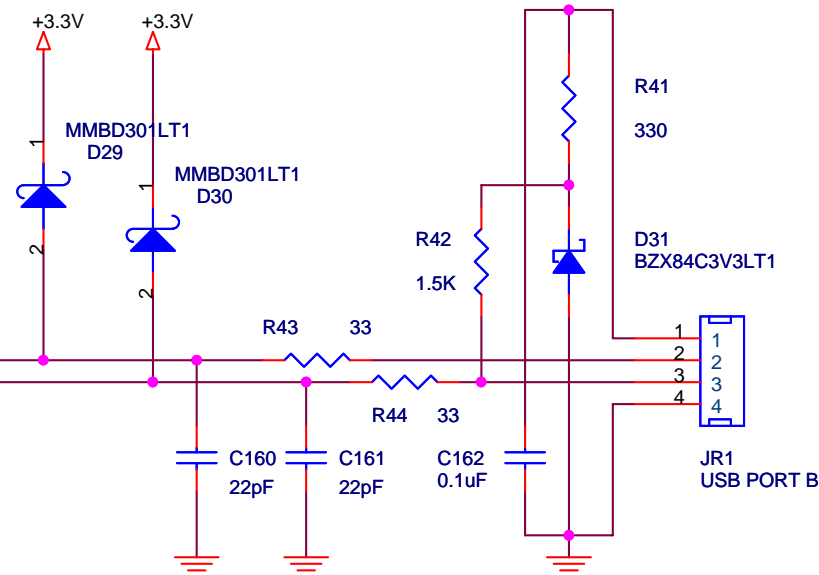 +3.3V
+3.3V
R41
330
1
MMBD301LT1
D29
1
MMBD301LT1
D30
2
R42
1.5K
D31
BZX84C3V3LT1
2
R43 33
1 1
2 2
3 3
4 4
R44 33
C160
22pF
C161
22pF
C162
0.1uF
JR1
USB PORT B